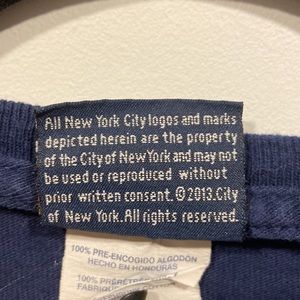 All New York City logos and marks
depicted herein are the property
of the City of New York and may not
be used or reproduced without
prior written consent. ©2013. City
of New York. All rights reserved.
100% PRE-ENCOGIDO ALGODÓN
HECHO EN HONDURAS
100% PRÉRÉTRÉCI